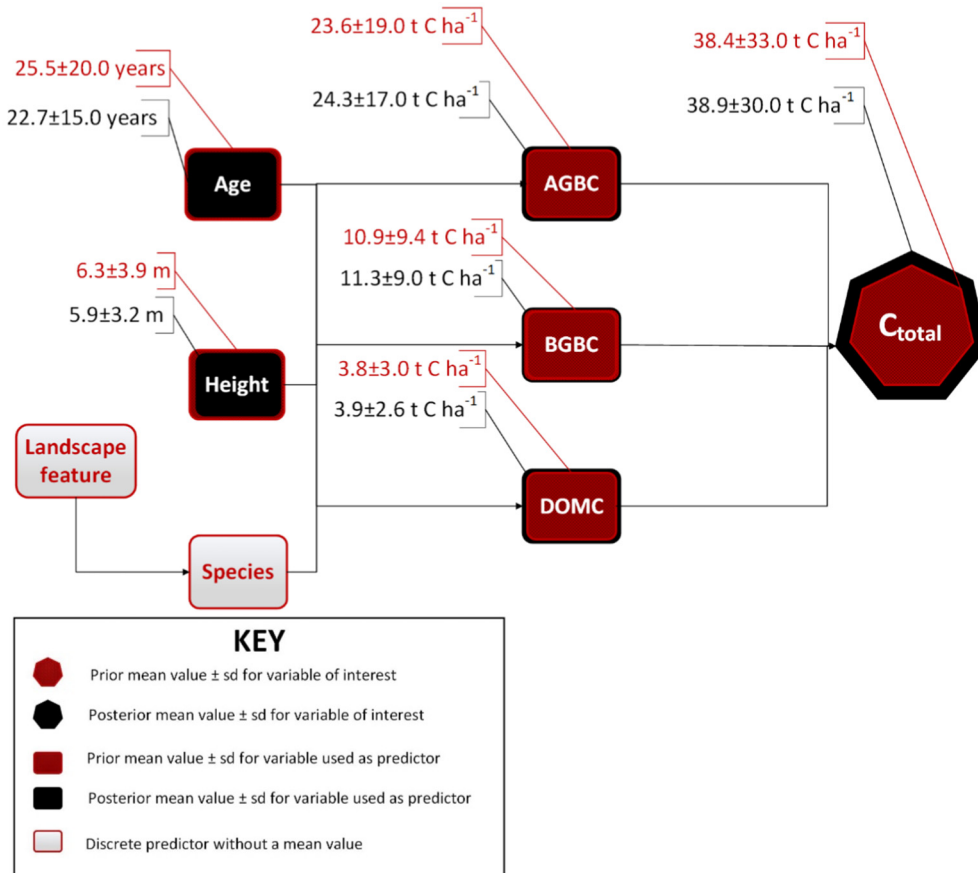 23.6±19.0 t C ha⁻¹
38.4±33.0 t C ha⁻¹
25.5±20.0 years
24.3±17.0 t C ha⁻¹
38.9±30.0 t C ha⁻¹
22.7±15.0 years
Age
AGBC
10.9±9.4 t C ha⁻¹
6.3±3.9 m
11.3±9.0 t C ha⁻¹
5.9±3.2 m
BGBC
C_total
3.8±3.0 t C ha⁻¹
Height
3.9±2.6 t C ha⁻¹
Landscape
feature
DOMC
Species
KEY
Prior mean value ± sd for variable of interest
Posterior mean value ± sd for variable of interest
Prior mean value ± sd for variable used as predictor
Posterior mean value ± sd for variable used as predictor
Discrete predictor without a mean value